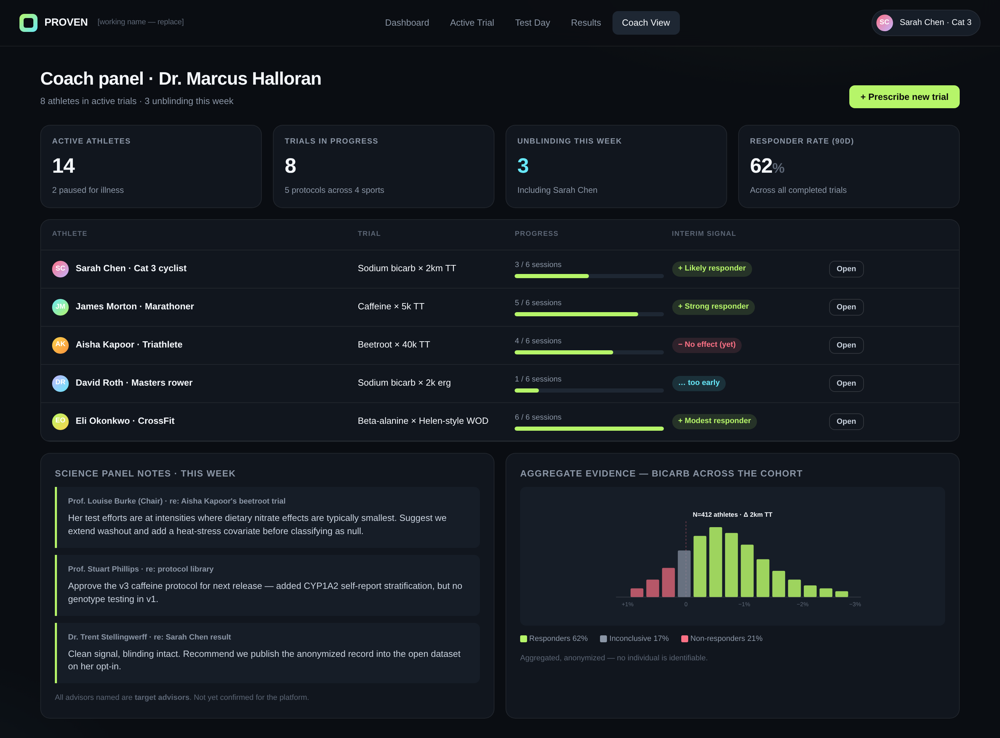 PROVEN [working name — replace]
Dashboard Active Trial Test Day Results Coach View
SC Sarah Chen · Cat 3
Coach panel · Dr. Marcus Halloran
8 athletes in active trials · 3 unblinding this week
+ Prescribe new trial
ACTIVE ATHLETES
14
2 paused for illness
TRIALS IN PROGRESS
8
5 protocols across 4 sports
UNBLINDING THIS WEEK
3
Including Sarah Chen
RESPONDER RATE (90D)
62%
Across all completed trials
ATHLETE TRIAL PROGRESS INTERIM SIGNAL
SC Sarah Chen · Cat 3 cyclist Sodium bicarb × 2km TT 3 / 6 sessions + Likely responder Open
JM James Morton · Marathoner Caffeine × 5k TT 5 / 6 sessions + Strong responder Open
AK Aisha Kapoor · Triathlete Beetroot × 40k TT 4 / 6 sessions − No effect (yet) Open
DR David Roth · Masters rower Sodium bicarb × 2k erg 1 / 6 sessions … too early Open
EO Eli Okonkwo · CrossFit Beta-alanine × Helen-style WOD 6 / 6 sessions + Modest responder Open
SCIENCE PANEL NOTES · THIS WEEK
Prof. Louise Burke (Chair) · re: Aisha Kapoor's beetroot trial
Her test efforts are at intensities where dietary nitrate effects are typically smallest. Suggest we
extend washout and add a heat-stress covariate before classifying as null.
Prof. Stuart Phillips · re: protocol library
Approve the v3 caffeine protocol for next release — added CYP1A2 self-report stratification, but no
genotype testing in v1.
Dr. Trent Stellingwerff · re: Sarah Chen result
Clean signal, blinding intact. Recommend we publish the anonymized record into the open dataset
on her opt-in.
All advisors named are target advisors. Not yet confirmed for the platform.
AGGREGATE EVIDENCE — BICARB ACROSS THE COHORT
N=412 athletes · Δ 2km TT
+1% 0 −1% −2% −3%
Responders 62% Inconclusive 17% Non-responders 21%
Aggregated, anonymized — no individual is identifiable.